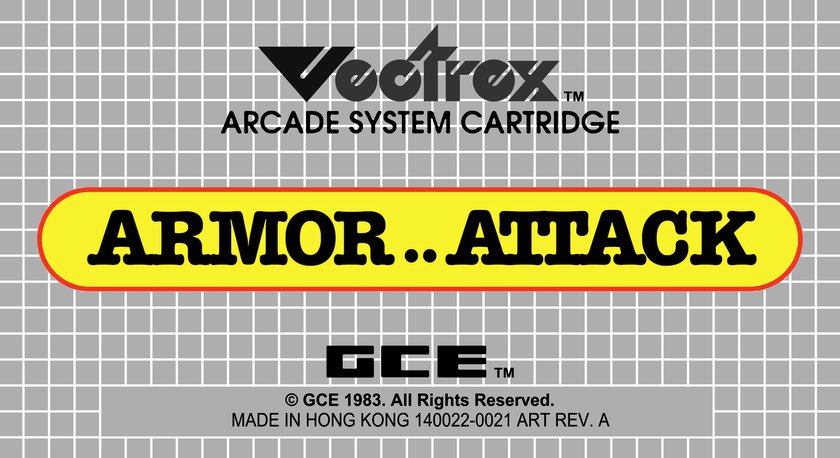 Vectrex™
ARCADE SYSTEM CARTRIDGE
ARMOR..ATTACK
GCE™
© GCE 1983. All Rights Reserved.
MADE IN HONG KONG 140022-0021 ART REV. A